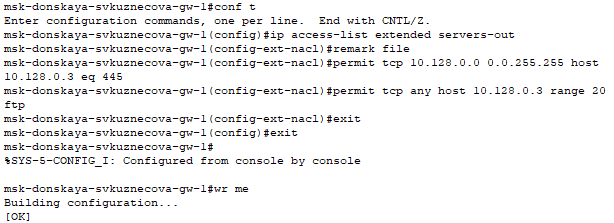 msk-donskaya-svkuznecova-gw-1#conf t
Enter configuration commands, one per line.  End with CNTL/Z.
msk-donskaya-svkuznecova-gw-1(config)#ip access-list extended servers-out
msk-donskaya-svkuznecova-gw-1(config-ext-nacl)#remark file
msk-donskaya-svkuznecova-gw-1(config-ext-nacl)#permit tcp 10.128.0.0 0.0.255.255 host
10.128.0.3 eq 445
msk-donskaya-svkuznecova-gw-1(config-ext-nacl)#permit tcp any host 10.128.0.3 range 20
ftp
msk-donskaya-svkuznecova-gw-1(config-ext-nacl)#exit
msk-donskaya-svkuznecova-gw-1(config)#exit
msk-donskaya-svkuznecova-gw-1#
%SYS-5-CONFIG_I: Configured from console by console

msk-donskaya-svkuznecova-gw-1#wr me
Building configuration...
[OK]